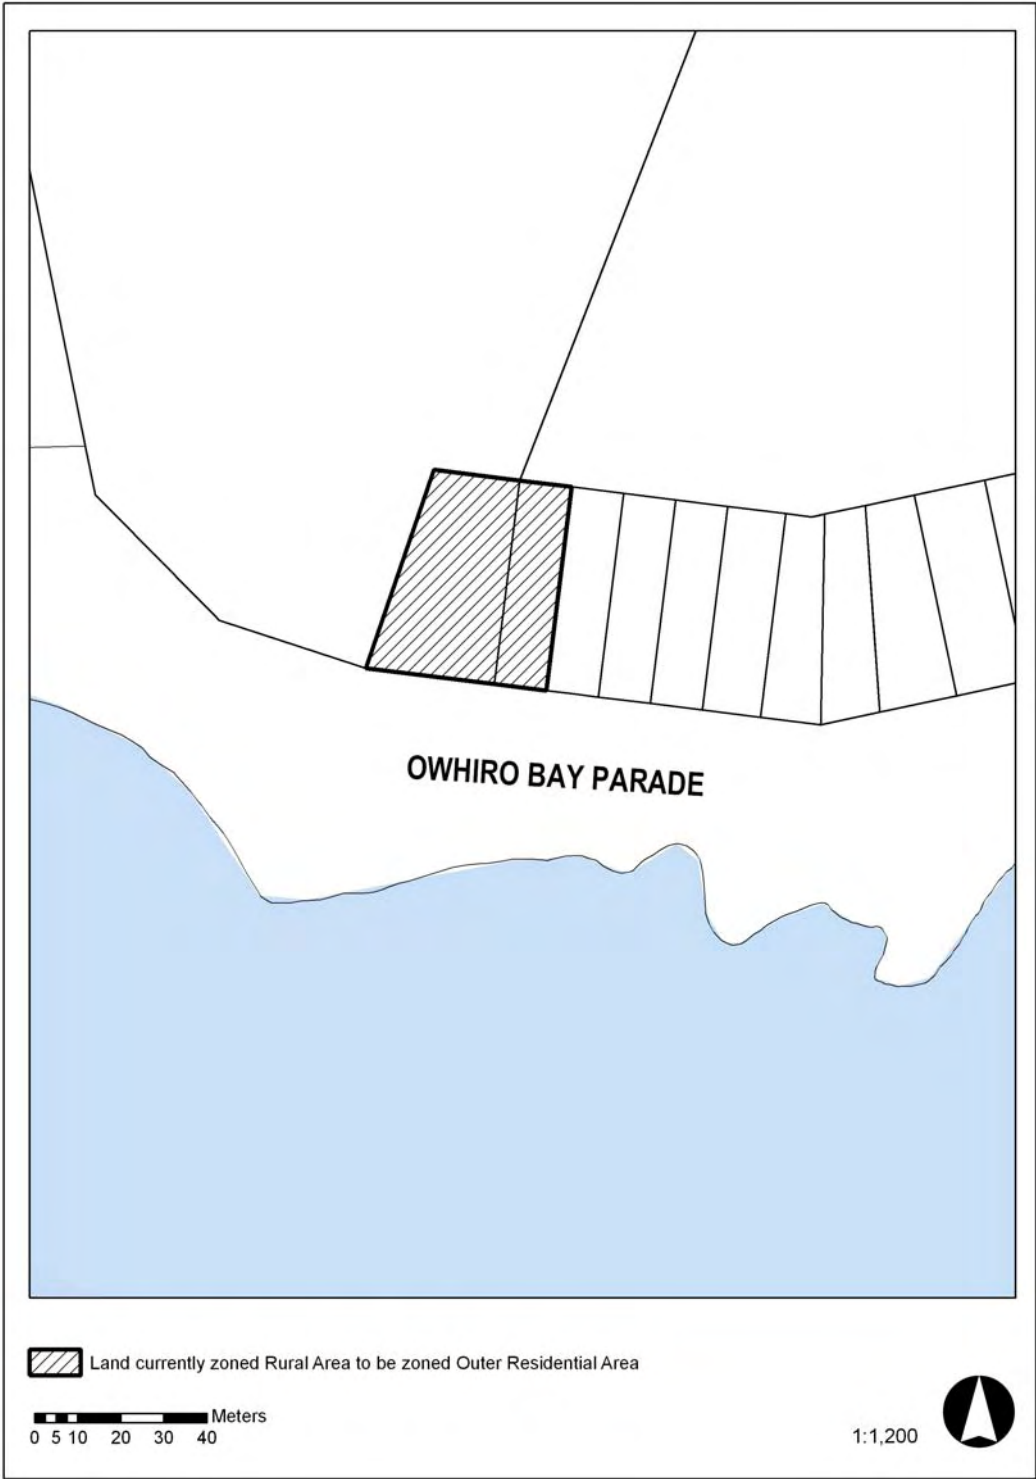 OWHIRO BAY PARADE
Land currently zoned Rural Area to be zoned Outer Residential Area
Meters
0 5 10 20 30 40
1:1,200